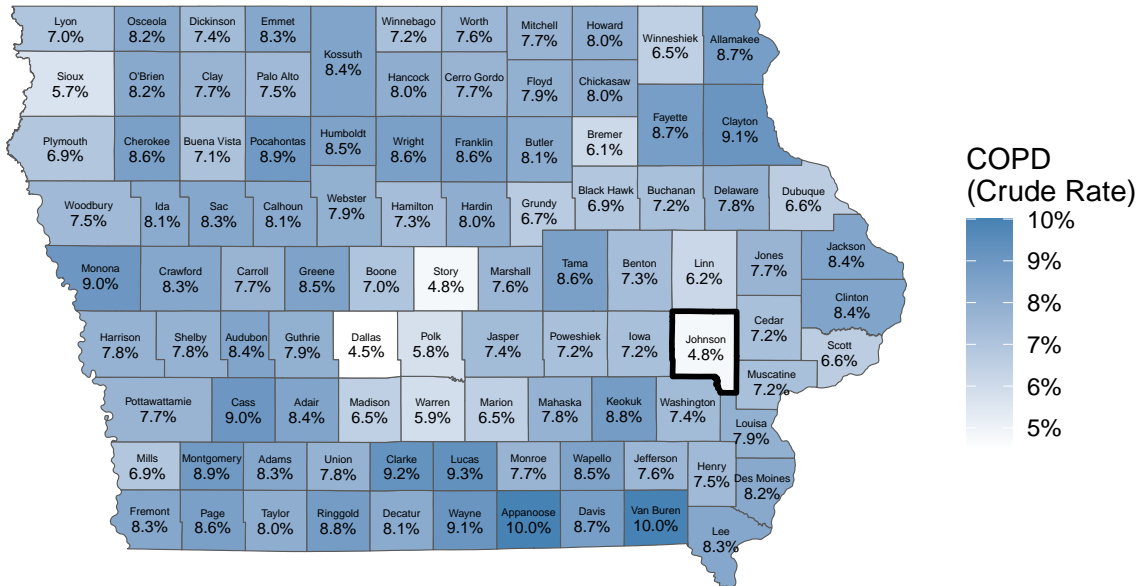 Lyon
7.0%
Osceola
8.2%
Dickinson
7.4%
Emmet
8.3%
Kossuth
8.4%
Winnebago
7.2%
Worth
7.6%
Mitchell
7.7%
Howard
8.0%
Winneshiek
6.5%
Allamakee
8.7%
Sioux
5.7%
O'Brien
8.2%
Clay
7.7%
Palo Alto
7.5%
Hancock
8.0%
Cerro Gordo
7.7%
Floyd
7.9%
Chickasaw
8.0%
Fayette
8.7%
Clayton
9.1%
Plymouth
6.9%
Cherokee
8.6%
Buena Vista
7.1%
Pocahontas
8.9%
Humboldt
8.5%
Wright
8.6%
Franklin
8.6%
Butler
8.1%
Bremer
6.1%
Woodbury
7.5%
Ida
8.1%
Sac
8.3%
Calhoun
8.1%
Webster
7.9%
Hamilton
7.3%
Hardin
8.0%
Grundy
6.7%
Black Hawk
6.9%
Buchanan
7.2%
Delaware
7.8%
Dubuque
6.6%
Monona
9.0%
Crawford
8.3%
Carroll
7.7%
Greene
8.5%
Boone
7.0%
Story
4.8%
Marshall
7.6%
Tama
8.6%
Benton
7.3%
Linn
6.2%
Jones
7.7%
Jackson
8.4%
Clinton
8.4%
Harrison
7.8%
Shelby
7.8%
Audubon
8.4%
Guthrie
7.9%
Dallas
4.5%
Polk
5.8%
Jasper
7.4%
Poweshiek
7.2%
Iowa
7.2%
Johnson
4.8%
Cedar
7.2%
Scott
6.6%
Muscatine
7.2%
Pottawattamie
7.7%
Cass
9.0%
Adair
8.4%
Madison
6.5%
Warren
5.9%
Marion
6.5%
Mahaska
7.8%
Keokuk
8.8%
Washington
7.4%
Louisa
7.9%
Mills
6.9%
Montgomery
8.9%
Adams
8.3%
Union
7.8%
Clarke
9.2%
Lucas
9.3%
Monroe
7.7%
Wapello
8.5%
Jefferson
7.6%
Henry
7.5%
Des Moines
8.2%
Fremont
8.3%
Page
8.6%
Taylor
8.0%
Ringgold
8.8%
Decatur
8.1%
Wayne
9.1%
Appanoose
10.0%
Davis
8.7%
Van Buren
10.0%
Lee
8.3%
COPD
(Crude Rate)
10%
9%
8%
7%
6%
5%